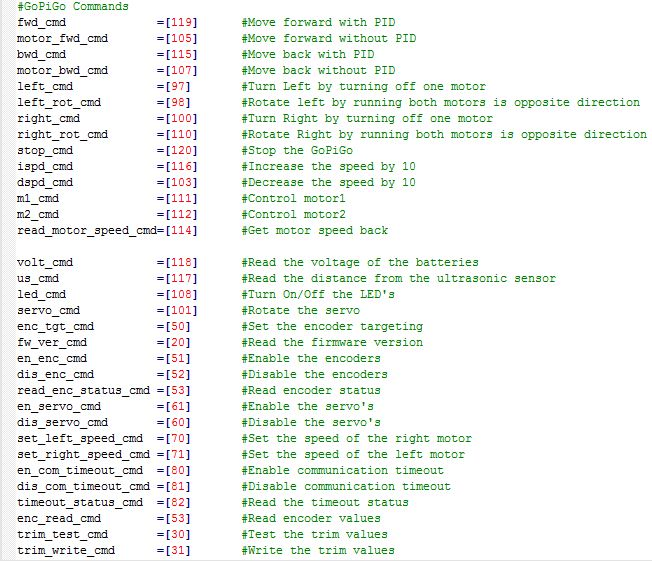 #GoPiGo Commands
fwd_cmd =[119] #Move forward with PID
motor_fwd_cmd =[105] #Move forward without PID
bwd_cmd =[115] #Move back with PID
motor_bwd_cmd =[107] #Move back without PID
left_cmd =[97] #Turn Left by turning off one motor
left_rot_cmd =[98] #Rotate left by running both motors is opposite direction
right_cmd =[100] #Turn Right by turning off one motor
right_rot_cmd =[110] #Rotate Right by running both motors is opposite direction
stop_cmd =[120] #Stop the GoPiGo
ispd_cmd =[116] #Increase the speed by 10
dspd_cmd =[103] #Decrease the speed by 10
m1_cmd =[111] #Control motor1
m2_cmd =[112] #Control motor2
read_motor_speed_cmd=[114] #Get motor speed back
volt_cmd =[118] #Read the voltage of the batteries
us_cmd =[117] #Read the distance from the ultrasonic sensor
led_cmd =[108] #Turn On/Off the LED's
servo_cmd =[101] #Rotate the servo
enc_tgt_cmd =[50] #Set the encoder targeting
fw_ver_cmd =[20] #Read the firmware version
en_enc_cmd =[51] #Enable the encoders
dis_enc_cmd =[52] #Disable the encoders
read_enc_status_cmd =[53] #Read encoder status
en_servo_cmd =[61] #Enable the servo's
dis_servo_cmd =[60] #Disable the servo's
set_left_speed_cmd =[70] #Set the speed of the right motor
set_right_speed_cmd =[71] #Set the speed of the left motor
en_com_timeout_cmd =[80] #Enable communication timeout
dis_com_timeout_cmd =[81] #Disable communication timeout
timeout_status_cmd =[82] #Read the timeout status
enc_read_cmd =[53] #Read encoder values
trim_test_cmd =[30] #Test the trim values
trim_write_cmd =[31] #Write the trim values